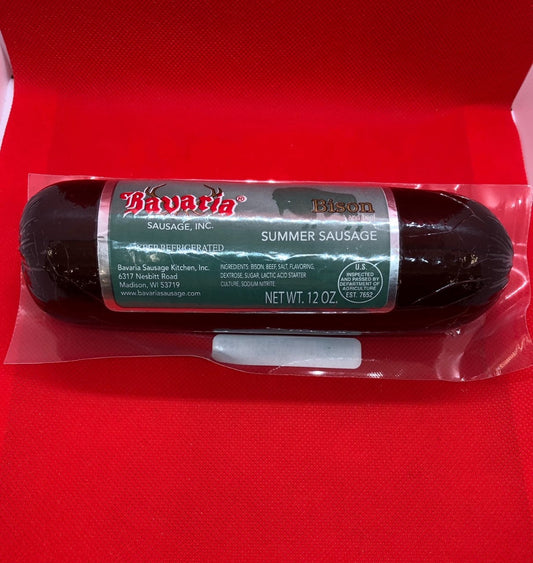 Bavaria®
SAUSAGE, INC.
KEEP REFRIGERATED
Bavaria Sausage Kitchen, Inc.
6317 Nesbitt Road
Madison, WI 53719
www.bavariasausage.com
Bison
SUMMER SAUSAGE
INGREDIENTS: BISON, BEEF, SALT, FLAVORING,
DEXTROSE, SUGAR, LACTIC ACID STARTER
CULTURE, SODIUM NITRITE.
NET WT. 12 OZ.
U.S.
INSPECTED
AND PASSED BY
DEPARTMENT OF
AGRICULTURE
EST. 7652